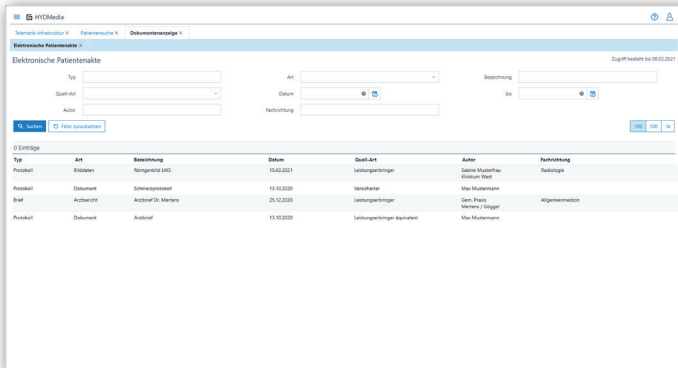 HYDMedia
Telematik-Infrastruktur × Patientensuche × Dokumentenanzeige ×
Elektronische Patientenakte ×
Elektronische Patientenakte Zugriff besteht bis 08.02.2021
Typ Art Bezeichnung
Quell-Art Datum bis
Autor Fachrichtung
Suchen Filter zurücksetzen 100 500 1k
0 Einträge
Typ Art Bezeichnung Datum Quell-Art Autor Fachrichtung
Protokoll Bilddaten Röntgenbild LWS 15.02.2021 Leistungserbringer Sabine Musterfrau Radiologie
Klinikum West
Protokoll Dokument Schmerzprotokoll 13.10.2020 Versicherter Max Mustermann
Brief Arztbericht Arztbrief Dr. Mertens 25.12.2020 Leistungserbringer Gem. Praxis Allgemeinmedicin
Mertens / Gögger
Protokoll Dokument Arztbrief 13.10.2020 Leistungserbringer äquivalent Max Mustermann